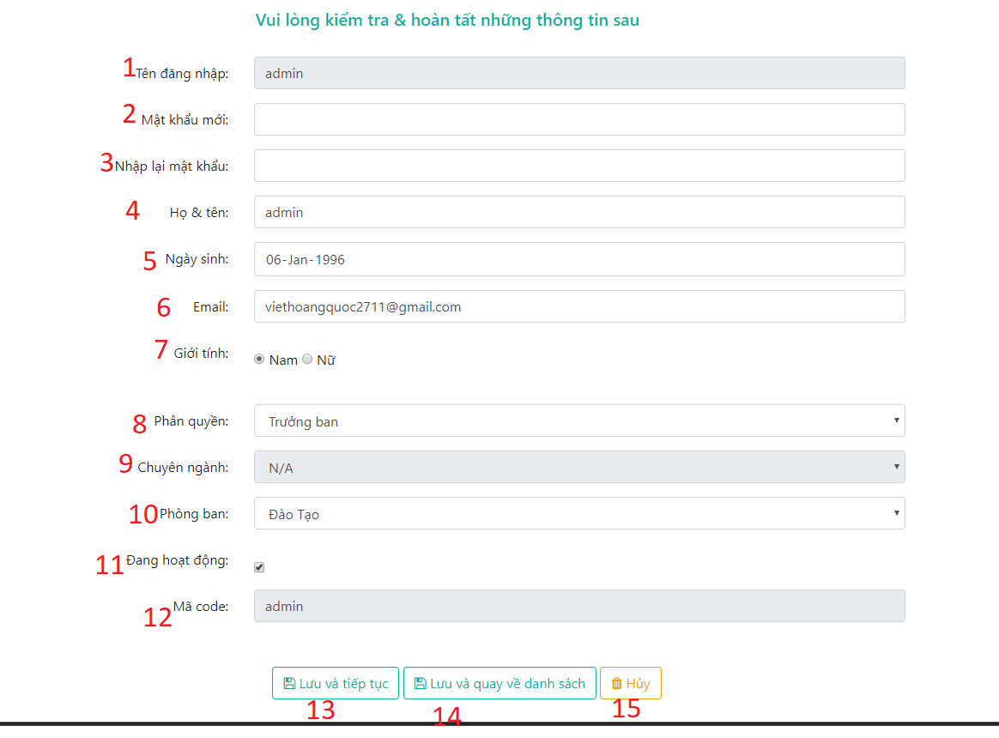 Vui lòng kiểm tra & hoàn tất những thông tin sau
1 Tên đăng nhập: admin
2 Mật khẩu mới:
3 Nhập lại mật khẩu:
4 Họ & tên: admin
5 Ngày sinh: 06-Jan-1996
6 Email: viethoangquoc2711@gmail.com
7 Giới tính: Nam Nữ
8 Phân quyền: Trưởng ban
9 Chuyên ngành: N/A
10 Phòng ban: Đào Tạo
11 Đang hoạt động:
12 Mã code: admin
Lưu và tiếp tục Lưu và quay về danh sách Hủy
13 14 15